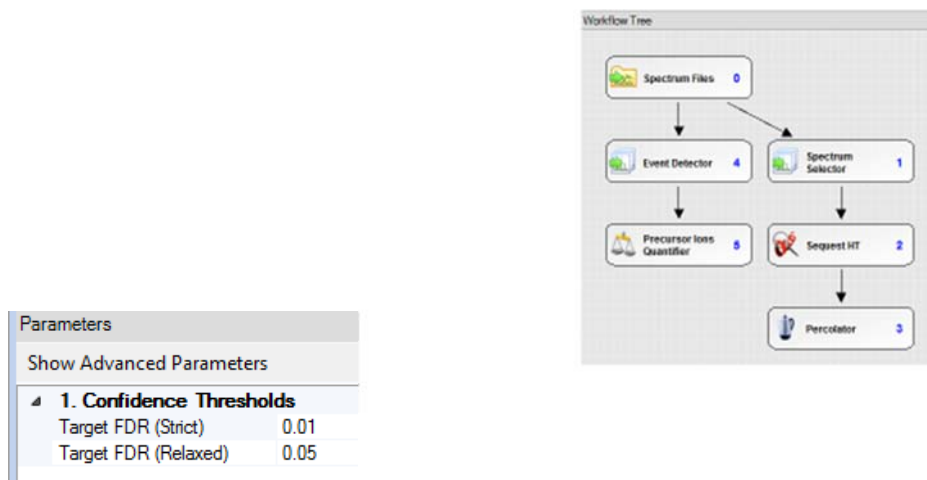 Workflow Tree
Spectrum Files 0
Event Detector 4
Spectrum
Selector 1
Precursor Ions
Quantifier 5
Sequest HT 2
Percolator 3
Parameters
Show Advanced Parameters
1. Confidence Thresholds
Target FDR (Strict) 0.01
Target FDR (Relaxed) 0.05